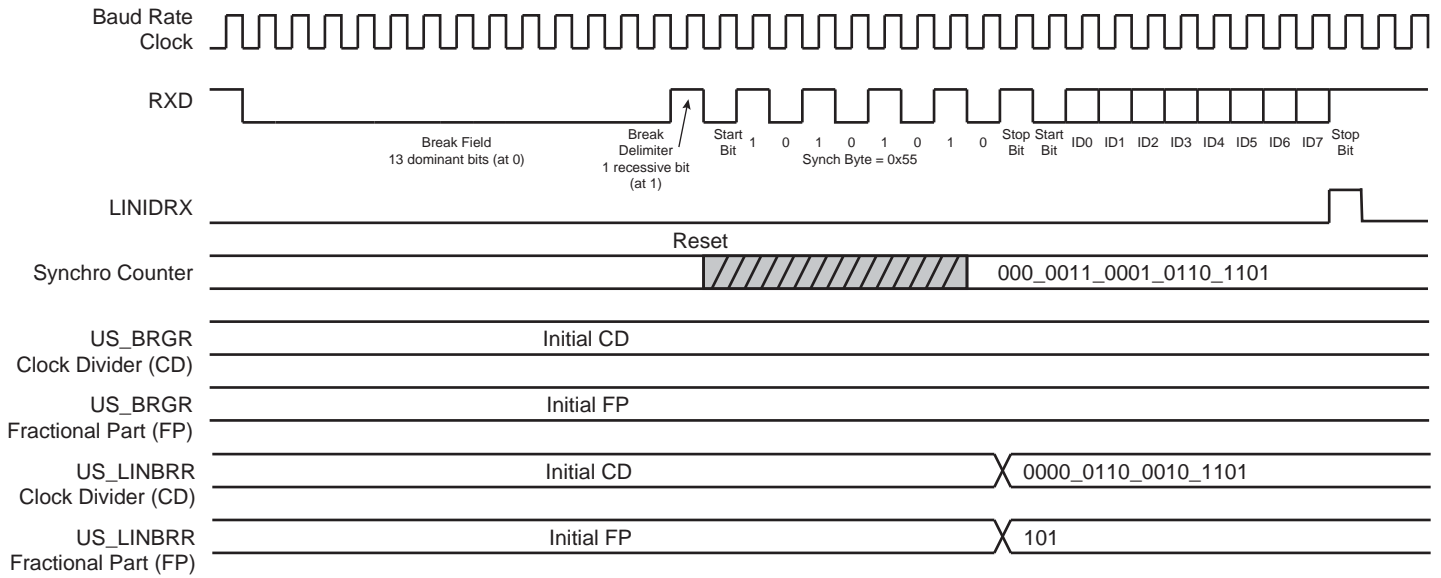 Baud Rate
Clock
RXD
Break Field
13 dominant bits (at 0)
Break
Delimiter
1 recessive bit
(at 1)
Start
Bit
1 0 1 0 1 0 1 0
Synch Byte = 0x55
Stop
Bit
Start
Bit
ID0 ID1 ID2 ID3 ID4 ID5 ID6 ID7
Stop
Bit
LINIDRX
Reset
Synchro Counter
000_0011_0001_0110_1101
US_BRGR
Clock Divider (CD)
Initial CD
US_BRGR
Fractional Part (FP)
Initial FP
US_LINBRR
Clock Divider (CD)
Initial CD
0000_0110_0010_1101
US_LINBRR
Fractional Part (FP)
Initial FP
101